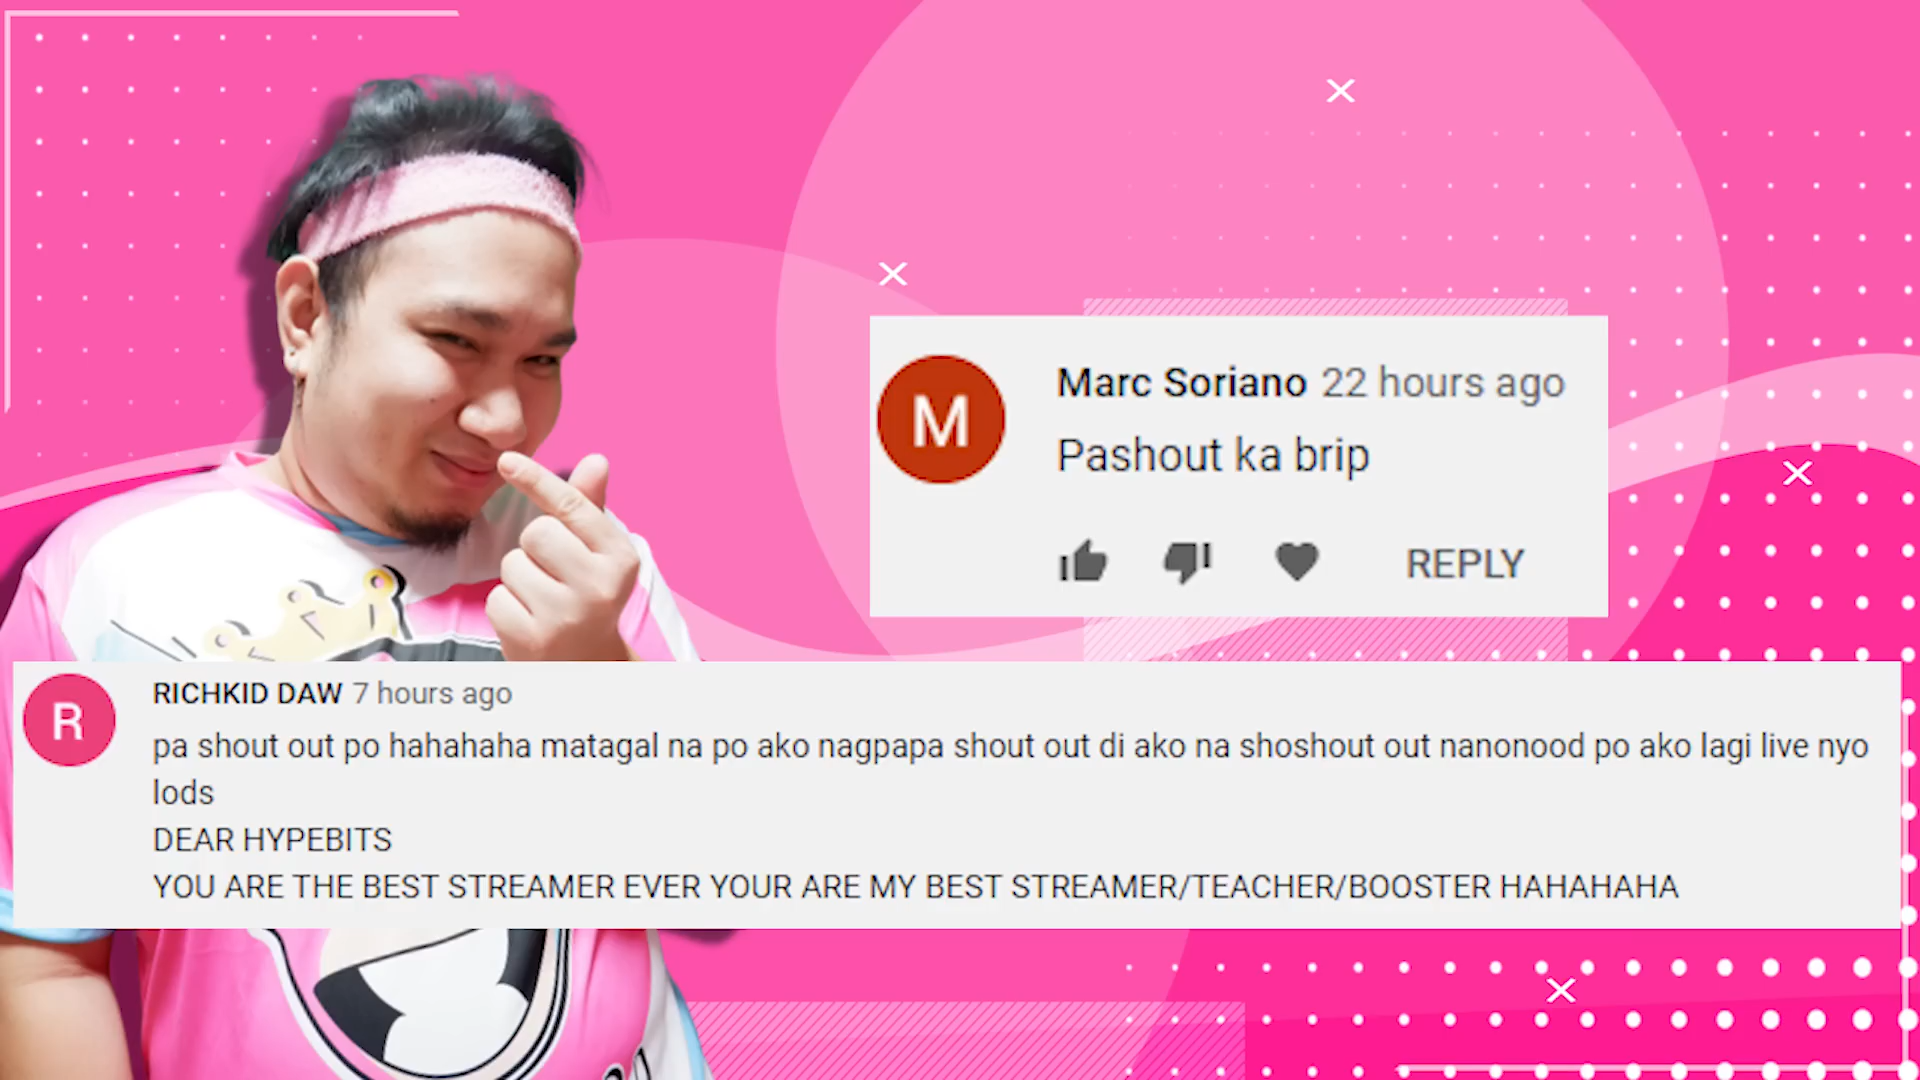 M
Marc Soriano 22 hours ago
Pashout ka brip
REPLY
R
RICHKID DAW 7 hours ago
pa shout out po hahahaha matagal na po ako nagpapa shout out di ako na shoshout out nanonood po ako lagi live nyo
lods
DEAR HYPEBITS
YOU ARE THE BEST STREAMER EVER YOUR ARE MY BEST STREAMER/TEACHER/BOOSTER HAHAHAHA